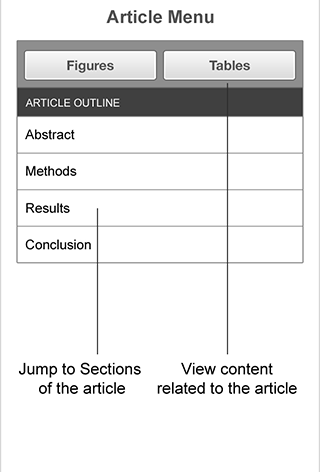 Article Menu
Figures Tables
ARTICLE OUTLINE
Abstract
Methods
Results
Conclusion
Jump to Sections
of the article
View content
related to the article